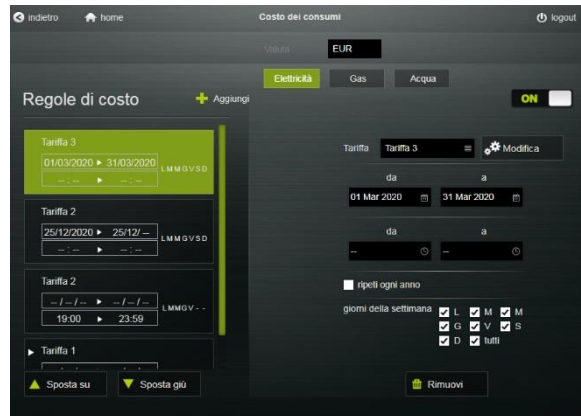 indietro home Costo dei consumi logout
Valuta EUR
Elettricità Gas Acqua
Regole di costo Aggiungi
ON
Tariffa 3
01/03/2020 31/03/2020 LMMGVSD
-- : -- -- : --
Tariffa 2
25/12/2020 25/12/ -- LMMGVSD
-- : -- -- : --
Tariffa 2
-- / -- / -- -- / -- / -- LMMGV - -
19:00 23:59
Tariffa 1
Sposta su Sposta giù
Tariffa Tariffa 3 Modifica
da a
01 Mar 2020 31 Mar 2020
da a
-- --
ripeti ogni anno
giorni della settimana L M M
G V S
D tutti
Rimuovi